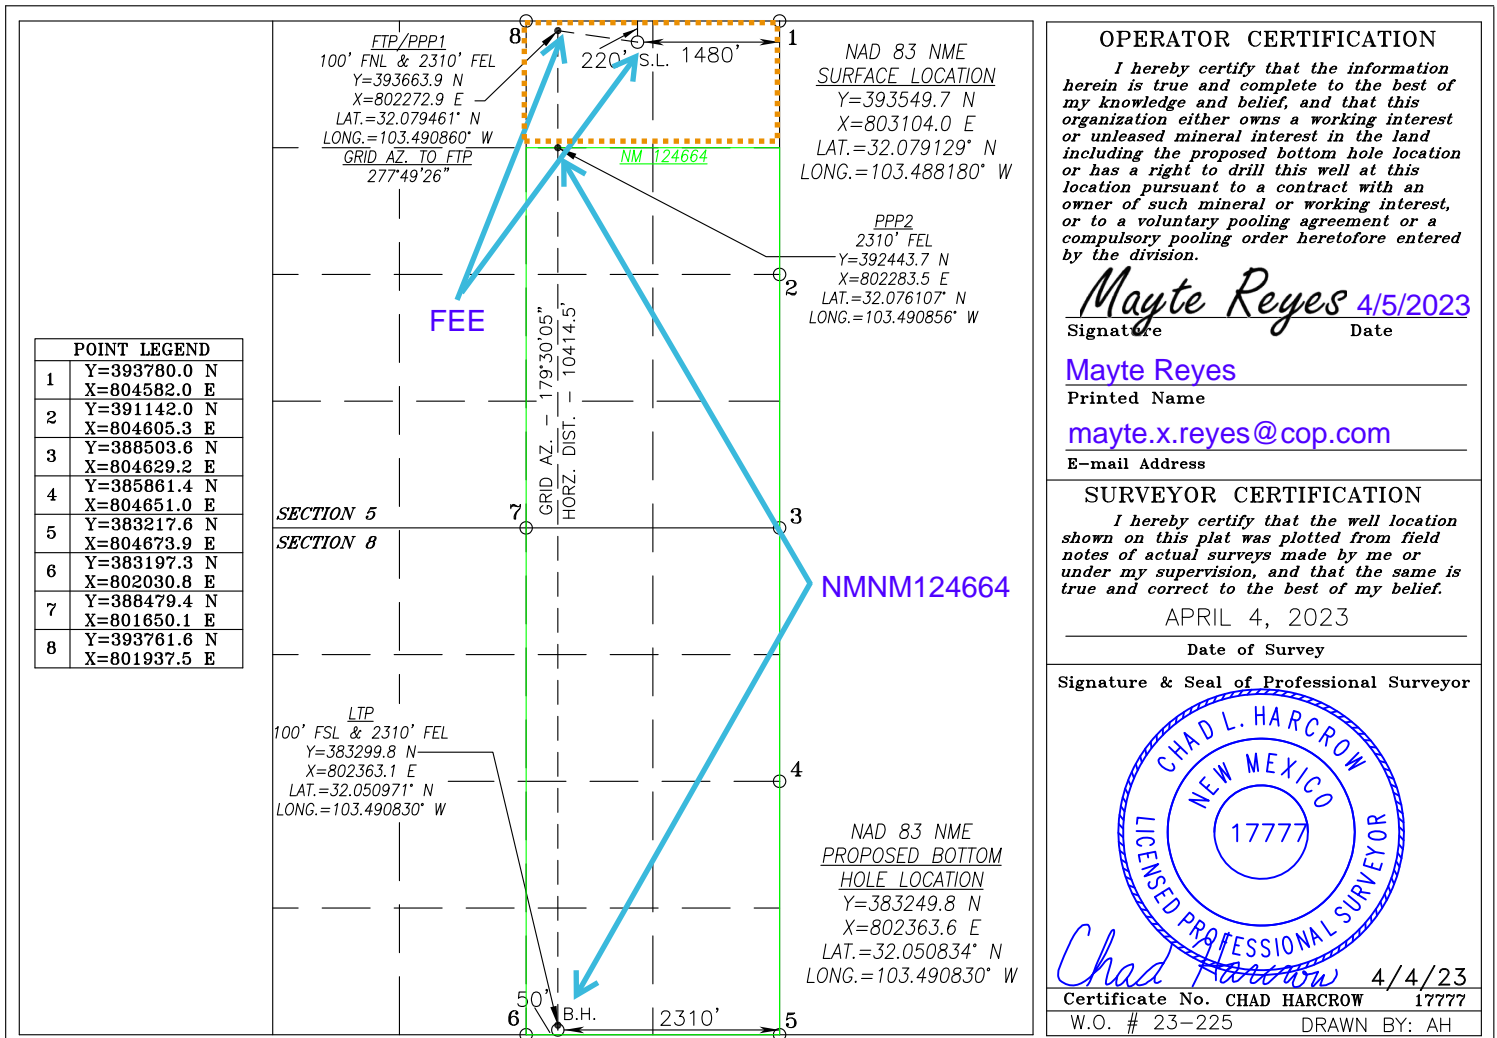 FTP/PPP1
100' FNL & 2310' FEL
Y=393663.9 N
X=802272.9 E
LAT.=32.079461° N
LONG.=103.490860° W
GRID AZ. TO FTP
277°49'26"
8
220'
S.L.
1480'
1
NAD 83 NME
SURFACE LOCATION
Y=393549.7 N
X=803104.0 E
LAT.=32.079129° N
LONG.=103.488180° W
NM 124664
PPP2
2310' FEL
Y=392443.7 N
X=802283.5 E
LAT.=32.076107° N
LONG.=103.490856° W
2
FEE
GRID AZ. – 179°30'05"
HORZ. DIST. – 10414.5'
POINT LEGEND
1 Y=393780.0 N
X=804582.0 E
2 Y=391142.0 N
X=804605.3 E
3 Y=388503.6 N
X=804629.2 E
4 Y=385861.4 N
X=804651.0 E
5 Y=383217.6 N
X=804673.9 E
6 Y=383197.3 N
X=802030.8 E
7 Y=388479.4 N
X=801650.1 E
8 Y=393761.6 N
X=801937.5 E
SECTION 5
SECTION 8
7
3
NMNM124664
LTP
100' FSL & 2310' FEL
Y=383299.8 N
X=802363.1 E
LAT.=32.050971° N
LONG.=103.490830° W
4
NAD 83 NME
PROPOSED BOTTOM
HOLE LOCATION
Y=383249.8 N
X=802363.6 E
LAT.=32.050834° N
LONG.=103.490830° W
50'
B.H.
2310'
6
5
OPERATOR CERTIFICATION
I hereby certify that the information
herein is true and complete to the best of
my knowledge and belief, and that this
organization either owns a working interest
or unleased mineral interest in the land
including the proposed bottom hole location
or has a right to drill this well at this
location pursuant to a contract with an
owner of such mineral or working interest,
or to a voluntary pooling agreement or a
compulsory pooling order heretofore entered
by the division.
Mayte Reyes 4/5/2023
Signature Date
Mayte Reyes
Printed Name
mayte.x.reyes@cop.com
E-mail Address
SURVEYOR CERTIFICATION
I hereby certify that the well location
shown on this plat was plotted from field
notes of actual surveys made by me or
under my supervision, and that the same is
true and correct to the best of my belief.
APRIL 4, 2023
Date of Survey
Signature & Seal of Professional Surveyor
CHAD L. HARCROW
NEW MEXICO
17777
LICENSED PROFESSIONAL SURVEYOR
Chad Harcrow 4/4/23
Certificate No. CHAD HARCROW 17777
W.O. # 23-225 DRAWN BY: AH